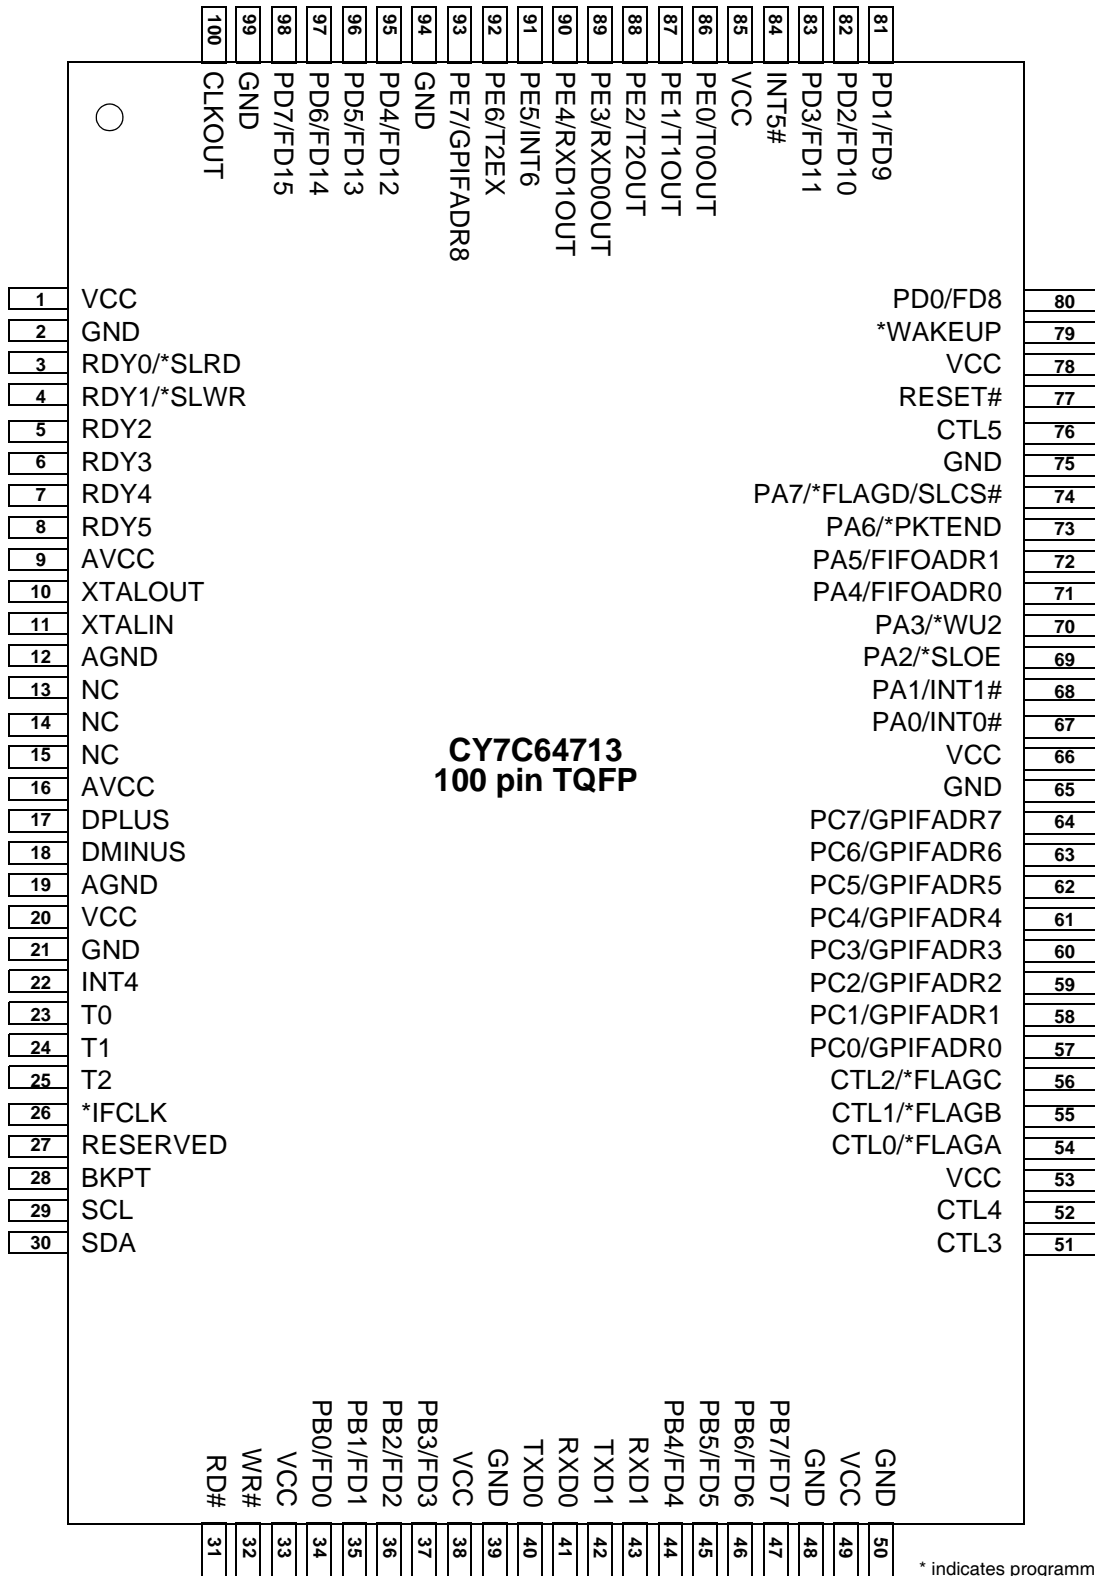 100 CLKOUT
99 GND
98 PD7/FD15
97 PD6/FD14
96 PD5/FD13
95 PD4/FD12
94 GND
93 PE7/GPIFADR8
92 PE6/T2EX
91 PE5/INT6
90 PE4/RXD1OUT
89 PE3/RXD0OUT
88 PE2/T2OUT
87 PE1/T1OUT
86 PE0/T0OUT
85 VCC
84 INT5#
83 PD3/FD11
82 PD2/FD10
81 PD1/FD9
1 VCC
2 GND
3 RDY0/*SLRD
4 RDY1/*SLWR
5 RDY2
6 RDY3
7 RDY4
8 RDY5
9 AVCC
10 XTALOUT
11 XTALIN
12 AGND
13 NC
14 NC
15 NC
16 AVCC
17 DPLUS
18 DMINUS
19 AGND
20 VCC
21 GND
22 INT4
23 T0
24 T1
25 T2
26 *IFCLK
27 RESERVED
28 BKPT
29 SCL
30 SDA
CY7C64713
100 pin TQFP
PD0/FD8 80
*WAKEUP 79
VCC 78
RESET# 77
CTL5 76
GND 75
PA7/*FLAGD/SLCS# 74
PA6/*PKTEND 73
PA5/FIFOADR1 72
PA4/FIFOADR0 71
PA3/*WU2 70
PA2/*SLOE 69
PA1/INT1# 68
PA0/INT0# 67
VCC 66
GND 65
PC7/GPIFADR7 64
PC6/GPIFADR6 63
PC5/GPIFADR5 62
PC4/GPIFADR4 61
PC3/GPIFADR3 60
PC2/GPIFADR2 59
PC1/GPIFADR1 58
PC0/GPIFADR0 57
CTL2/*FLAGC 56
CTL1/*FLAGB 55
CTL0/*FLAGA 54
VCC 53
CTL4 52
CTL3 51
RD# 31
WR# 32
VCC 33
PB0/FD0 34
PB1/FD1 35
PB2/FD2 36
PB3/FD3 37
VCC 38
GND 39
TXD0 40
RXD0 41
TXD1 42
RXD1 43
PB4/FD4 44
PB5/FD5 45
PB6/FD6 46
PB7/FD7 47
GND 48
VCC 49
GND 50
* indicates programm